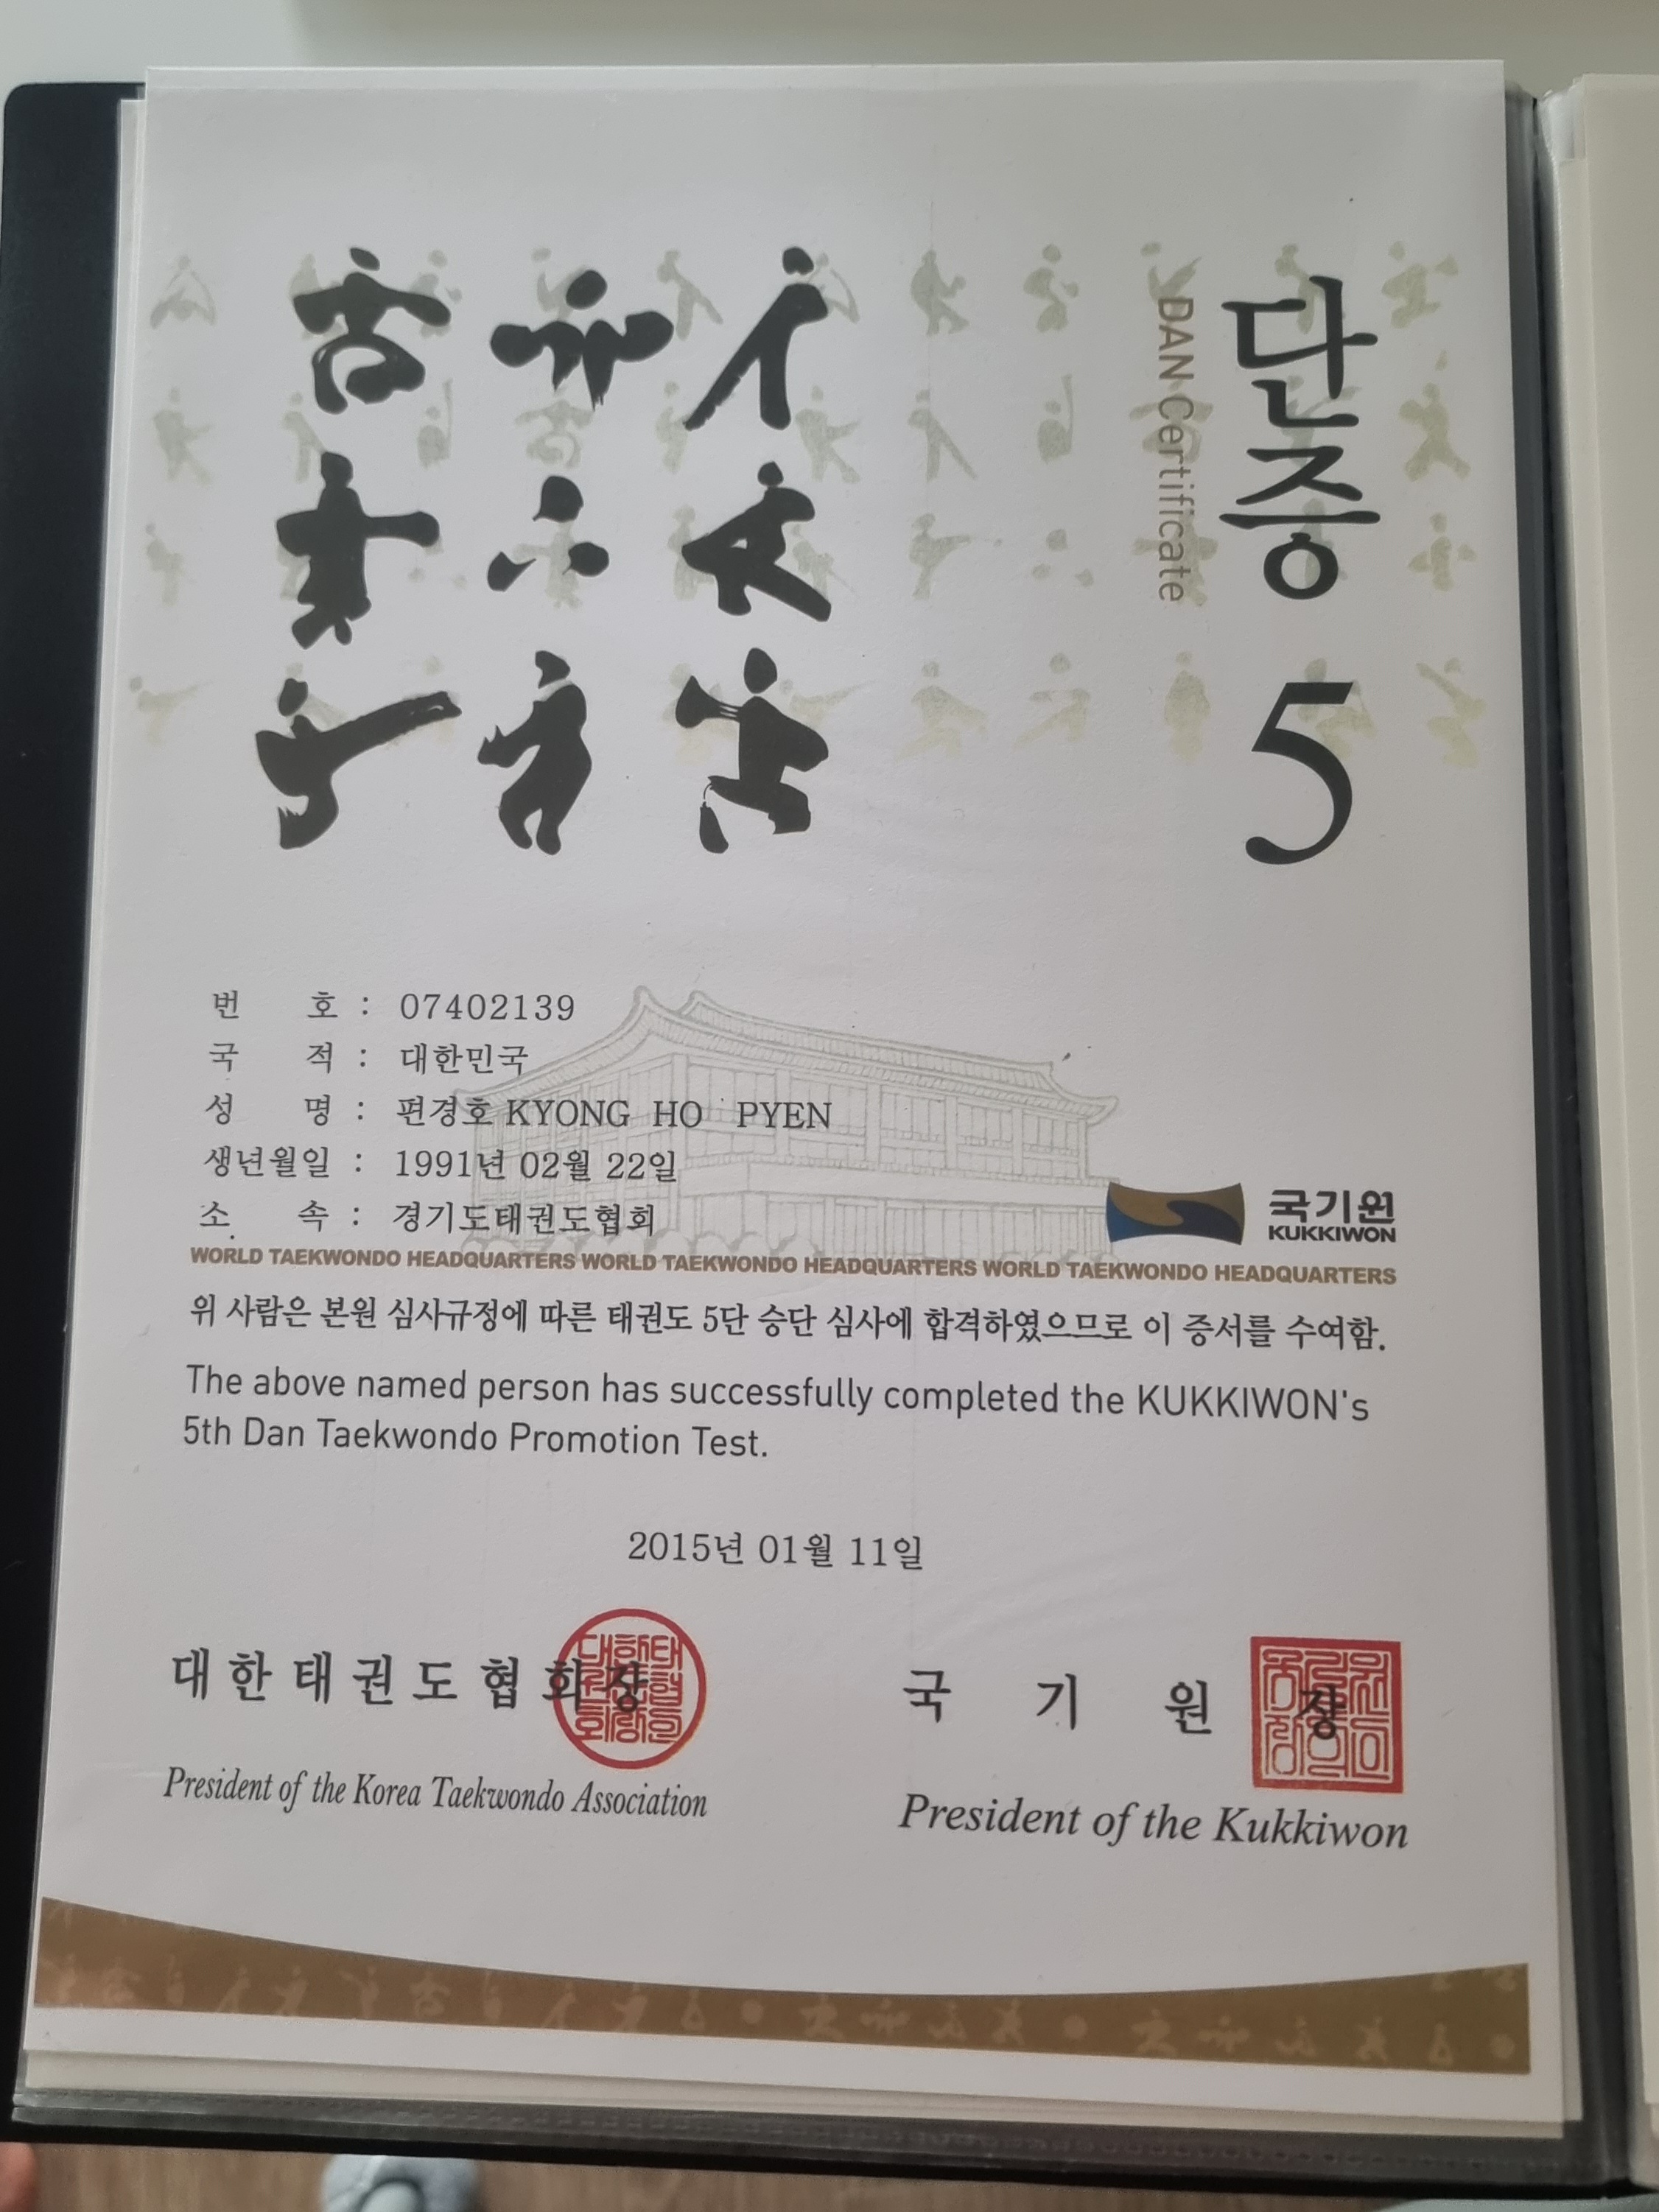 단증 5
DAN Certificate
번 호 : 07402139
국 적 : 대한민국
성 명 : 편경호 KYONG HO PYEN
생년월일 : 1991년 02월 22일
소 속 : 경기도태권도협회
국기원
KUKKIWON
WORLD TAEKWONDO HEADQUARTERS WORLD TAEKWONDO HEADQUARTERS WORLD TAEKWONDO HEADQUARTERS
위 사람은 본원 심사규정에 따른 태권도 5단 승단 심사에 합격하였으므로 이 증서를 수여함.
The above named person has successfully completed the KUKKIWON's
5th Dan Taekwondo Promotion Test.
2015년 01월 11일
대한태권도협회장
President of the Korea Taekwondo Association
국 기 원 장
President of the Kukkiwon